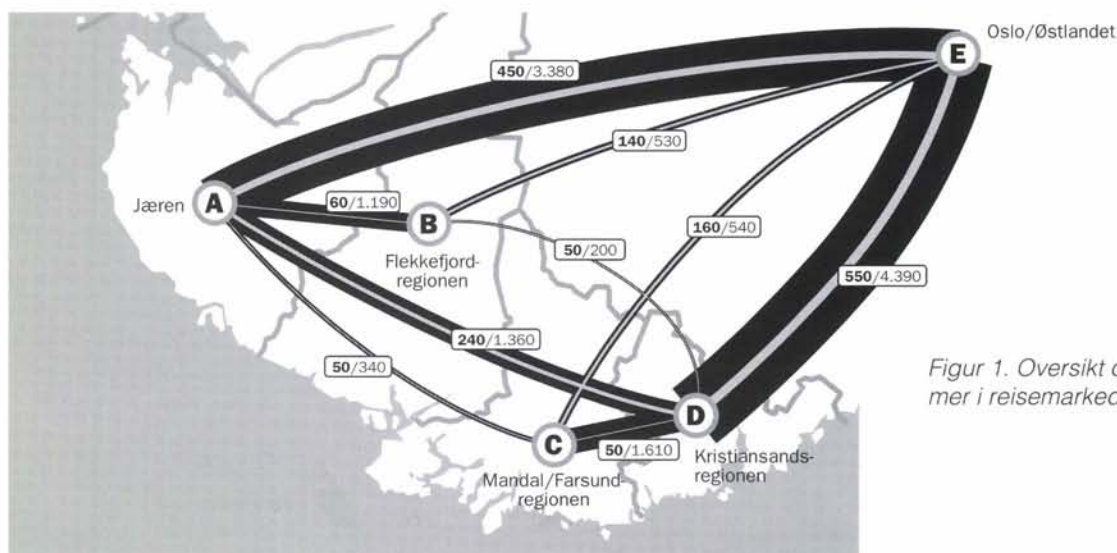 Oslo/Østlandet
E
450/3.380
140/530
Jæren
A
60/1.190
B
160/540
Flekkefjord-
regionen
50/200
550/4.390
240/1.360
50/340
Figur 1. Oversikt
mer i reisemarked
D
C
50/1.610
Kristiansands-
regionen
Mandal/Farsund-
regionen